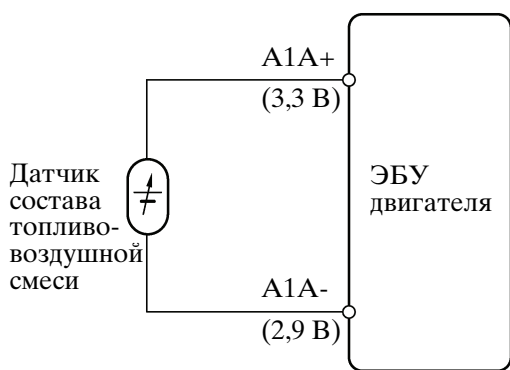 A1A+
(3,3 В)
Датчик
состава
топливо-
воздушной
смеси
ЭБУ
двигателя
A1A-
(2,9 В)